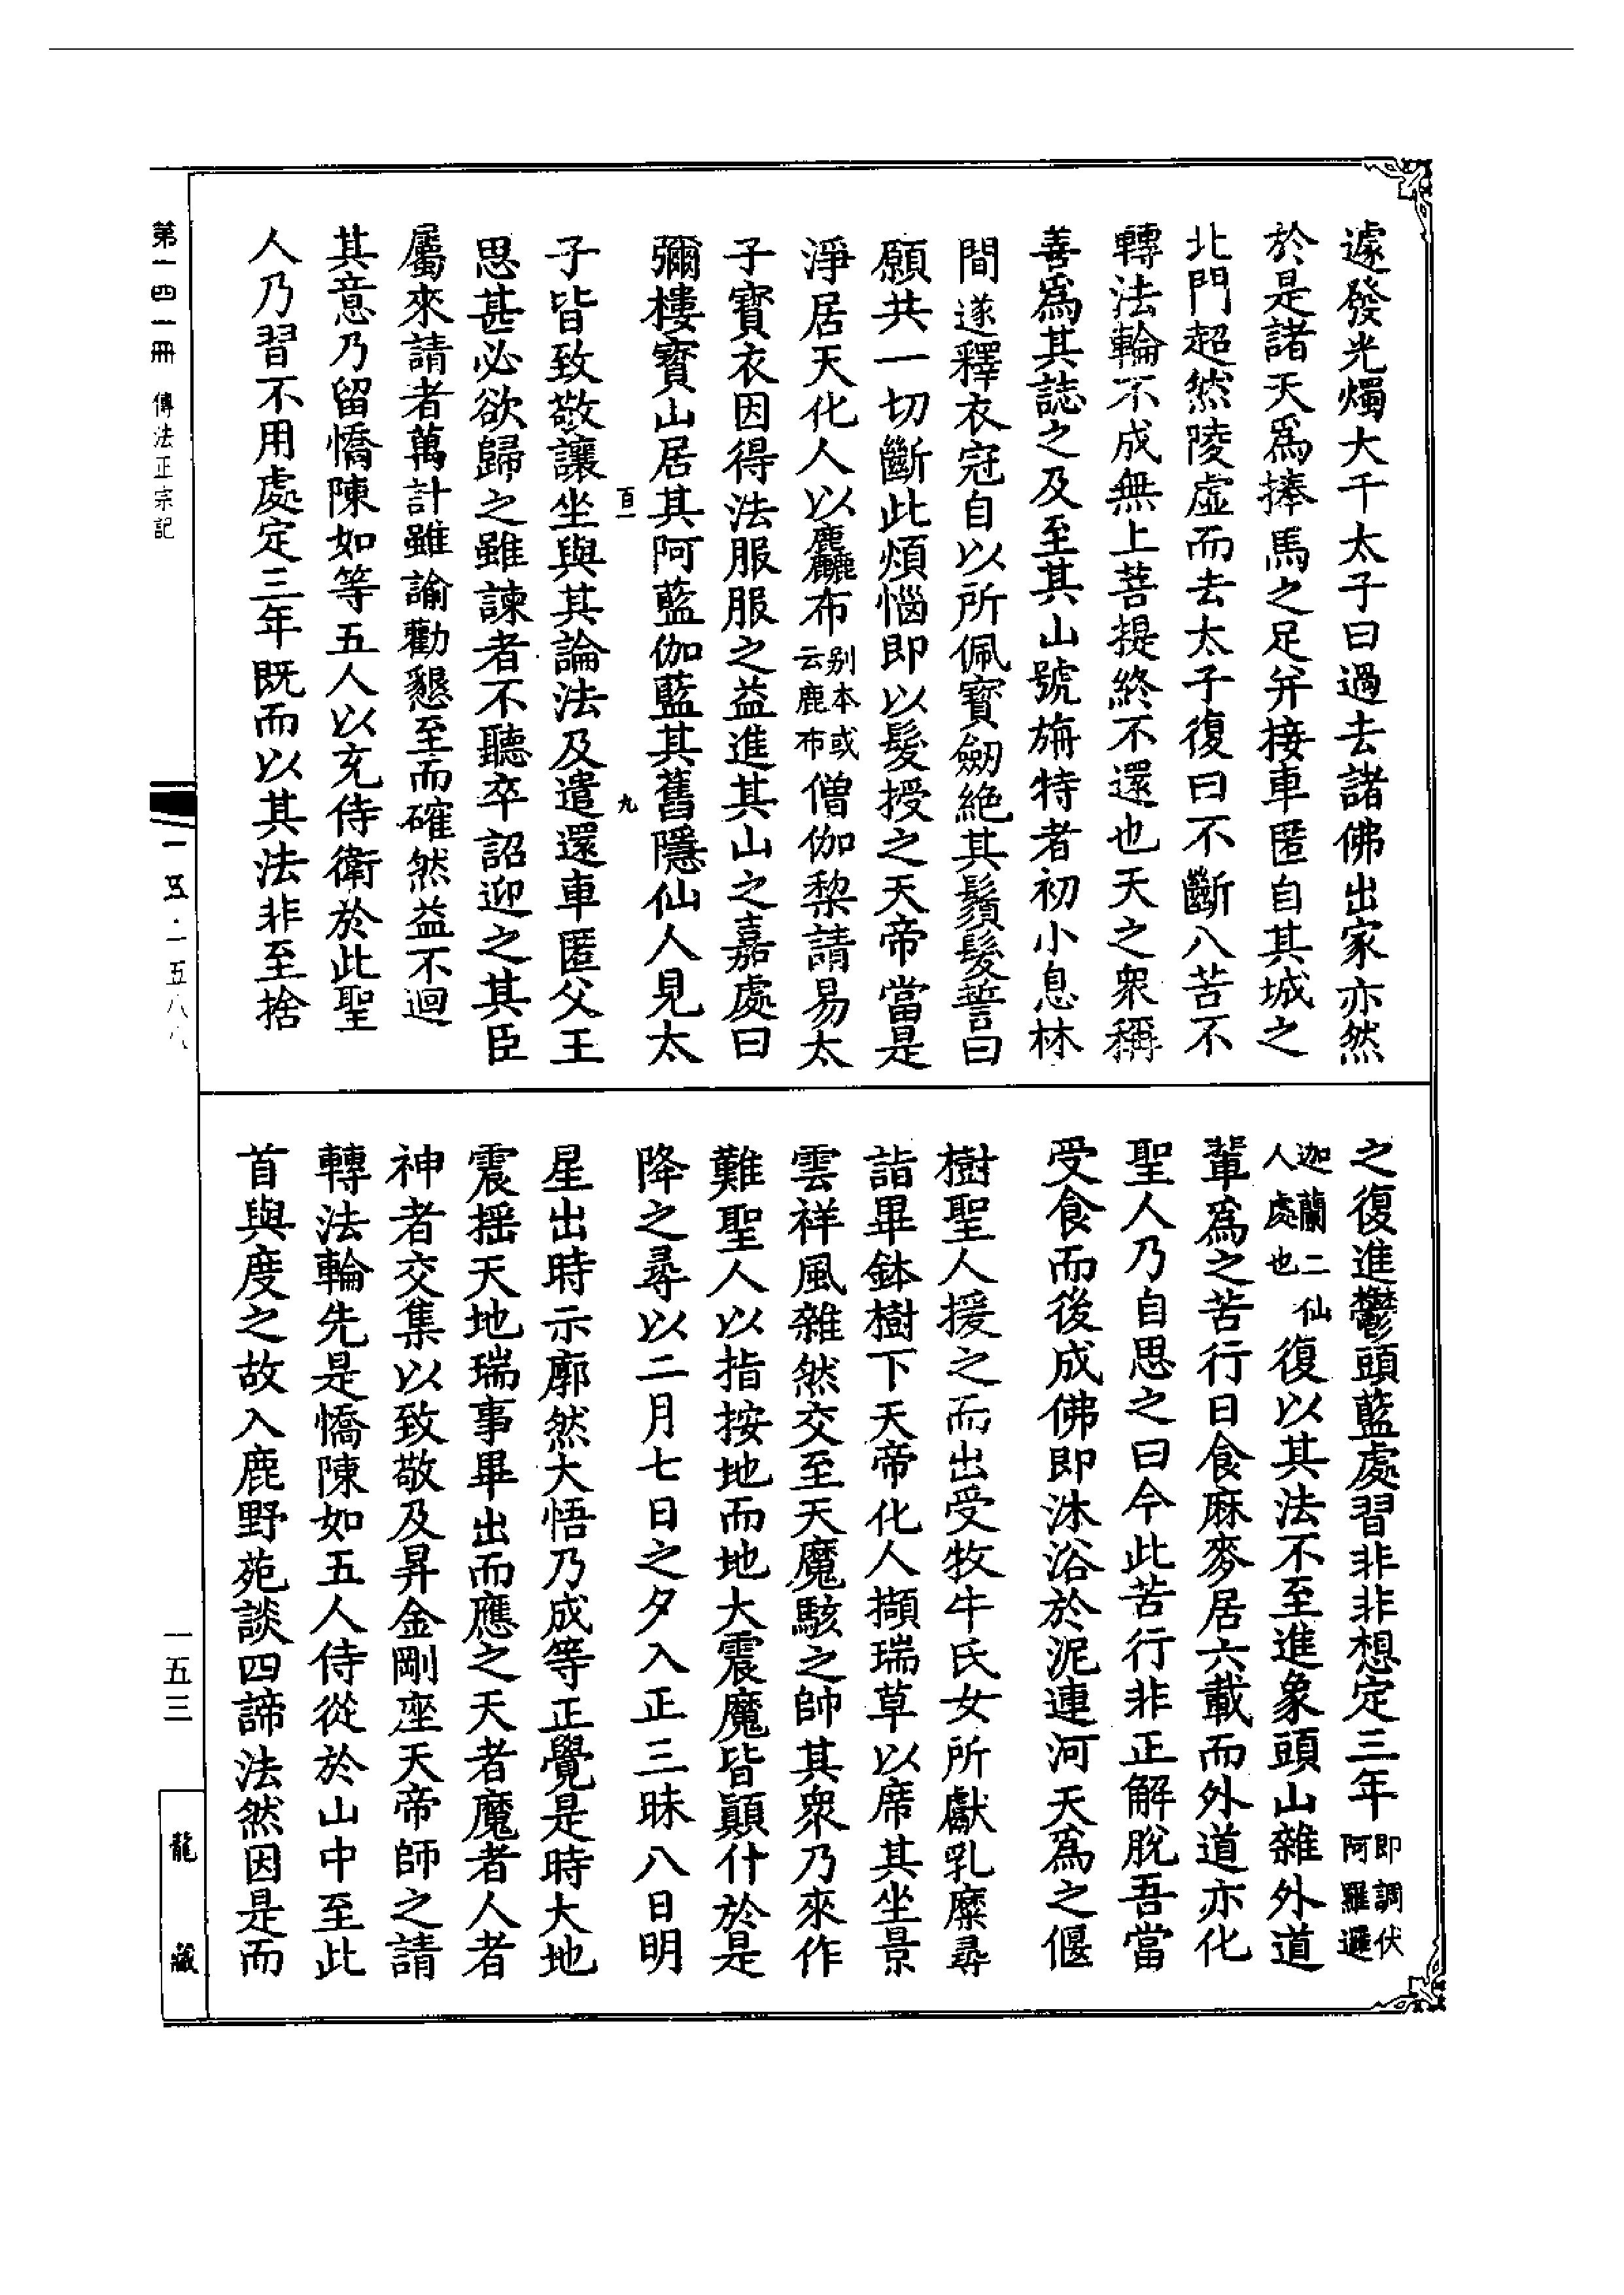 遽發光燭大千太子曰過去諸佛出家亦然
於是諸天爲捧馬之足并接車匿自其城之
北門超然陵虛而去太子復曰不斷八苦不
轉法輪不成無上菩提終不還也天之衆稱
善爲其誌之及至其山號旃特者初小息林
間遂釋衣冠自以所佩寶劒絶其鬚髮誓曰
願共一切斷此煩惱即以髮授之天帝當是
淨居天化人以麤布别本或云鹿布僧伽棃請易太
子寶衣因得法服服之益進其山之嘉處曰
彌樓寶山居其阿藍伽藍其舊隱仙人見太
百一 九
子皆致敬讓坐與其論法及遣還車匿父王
思甚必欲歸之雖諫者不聽卒詔迎之其臣
屬來請者萬計雖諭勸懇至而確然益不迴
其意乃留憍陳如等五人以充侍衛於此聖
人乃習不用處定三年既而以其法非至捨
之復進鬱頭藍處習非非想定三年即調伏阿羅邏
迦蘭二仙人處也復以其法不至進象頭山雜外道
輩爲之苦行日食麻麥居六載而外道亦化
聖人乃自思之曰今此苦行非正解脫吾當
受食而後成佛即沐浴於泥連河天爲之偃
樹聖人援之而出受牧牛氏女所獻乳糜尋
詣畢鉢樹下天帝化人擷瑞草以席其坐景
雲祥風雜然交至天魔駭之帥其衆乃來作
難聖人以指按地而地大震魔皆顛仆於是
降之尋以二月七日之夕入正三昧八日明
星出時示廓然大悟乃成等正覺是時大地
震摇天地瑞事畢出而應之天者魔者人者
神者交集以致敬及昇金剛座天帝師之請
轉法輪先是憍陳如五人侍從於山中至此
首與度之故入鹿野苑談四諦法然因是而
第一四一冊 傳法正宗記
一五三
龍藏